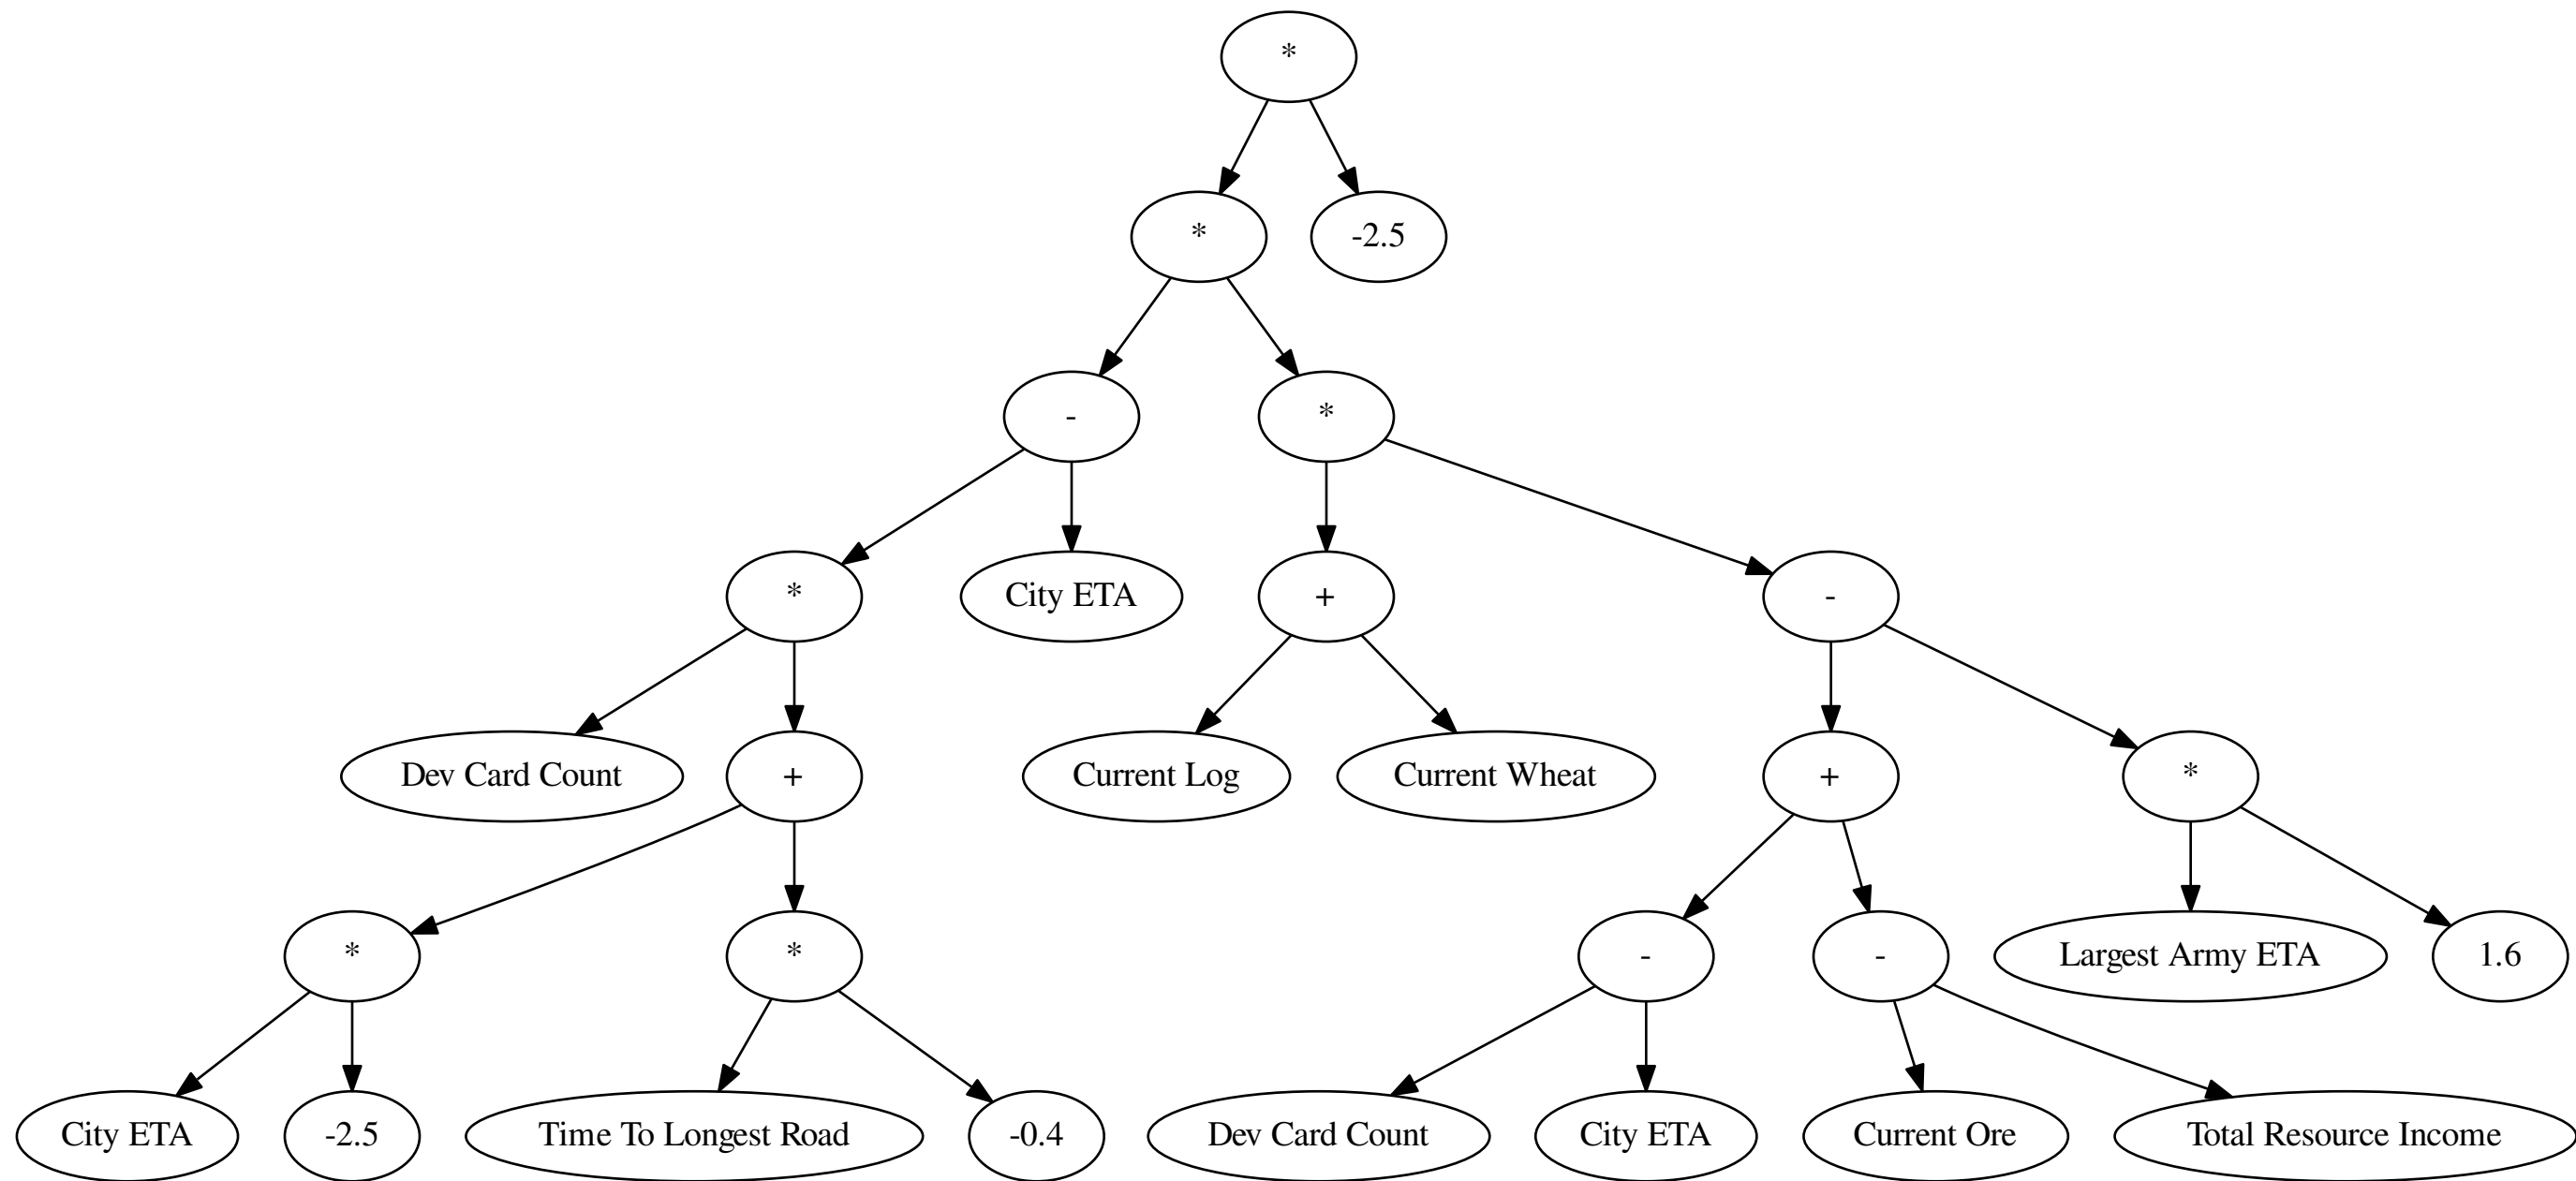 *
*
-2.5
-
*
*
City ETA
+
-
Dev Card Count
+
Current Log
Current Wheat
+
*
*
*
-
-
Largest Army ETA
1.6
City ETA
-2.5
Time To Longest Road
-0.4
Dev Card Count
City ETA
Current Ore
Total Resource Income